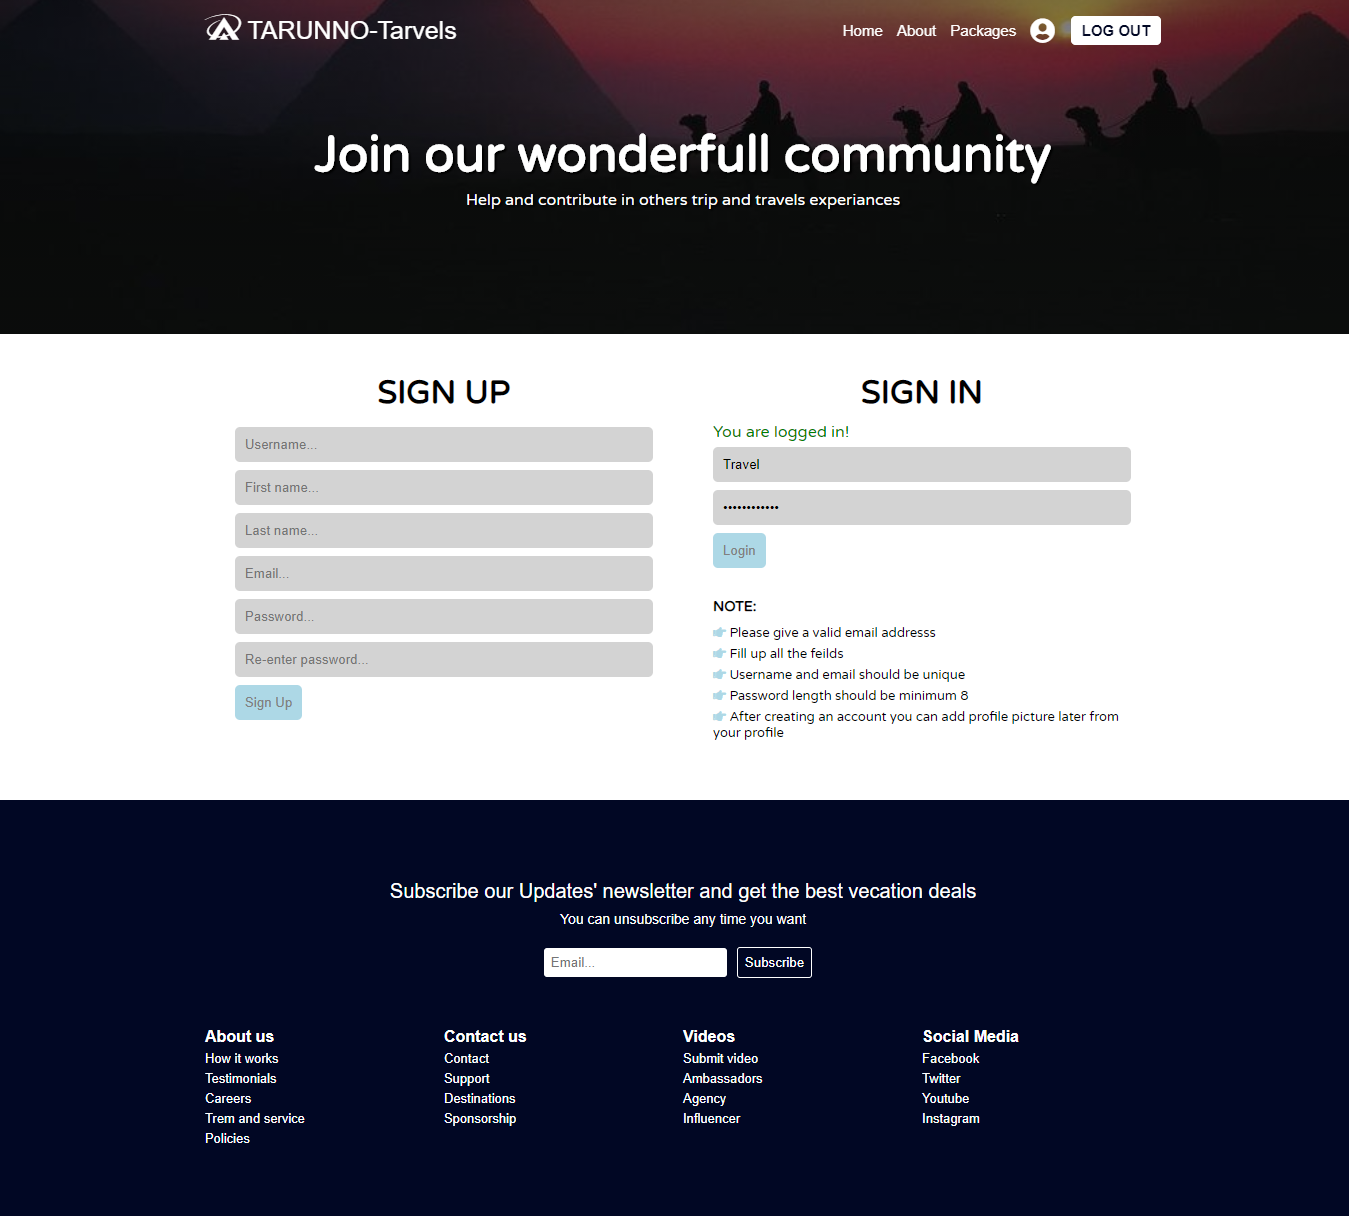 TARUNNO-Tarvels
Home About Packages LOG OUT
Join our wonderfull community
Help and contribute in others trip and travels experiances
SIGN UP
Username...
First name...
Last name...
Email...
Password...
Re-enter password...
Sign Up
SIGN IN
You are logged in!
Travel
••••••••••••
Login
NOTE:
Please give a valid email addresss
Fill up all the feilds
Username and email should be unique
Password length should be minimum 8
After creating an account you can add profile picture later from
your profile
Subscribe our Updates' newsletter and get the best vecation deals
You can unsubscribe any time you want
Email...
Subscribe
About us
How it works
Testimonials
Careers
Trem and service
Policies
Contact us
Contact
Support
Destinations
Sponsorship
Videos
Submit video
Ambassadors
Agency
Influencer
Social Media
Facebook
Twitter
Youtube
Instagram